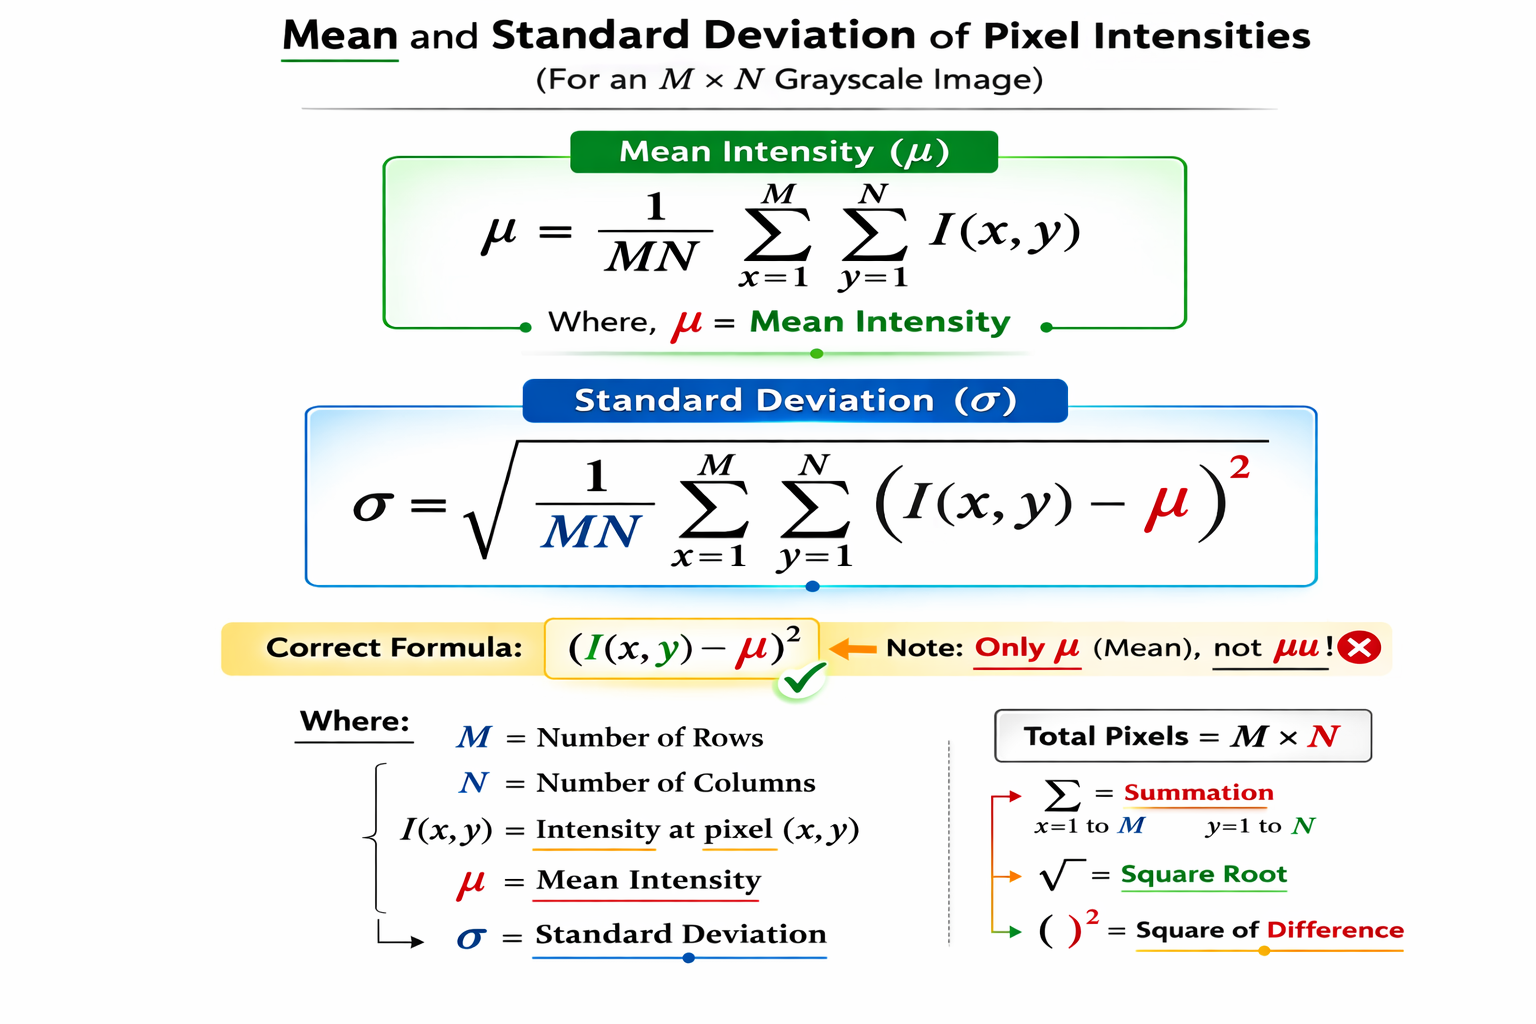 Mean and Standard Deviation of Pixel Intensities
(For an M × N Grayscale Image)
Mean Intensity (μ)
μ = 1/MN ∑_{x=1}^{M} ∑_{y=1}^{N} I(x, y)
Where, μ = Mean Intensity
Standard Deviation (σ)
σ = √(1/MN ∑_{x=1}^{M} ∑_{y=1}^{N} (I(x, y) − μ)²)
Correct Formula: (I(x, y) − μ)² Note: Only μ (Mean), not μu!
Where:
M = Number of Rows
N = Number of Columns
I(x, y) = Intensity at pixel (x, y)
μ = Mean Intensity
σ = Standard Deviation
Total Pixels = M × N
∑ = Summation
x=1 to M y=1 to N
√ = Square Root
( )² = Square of Difference